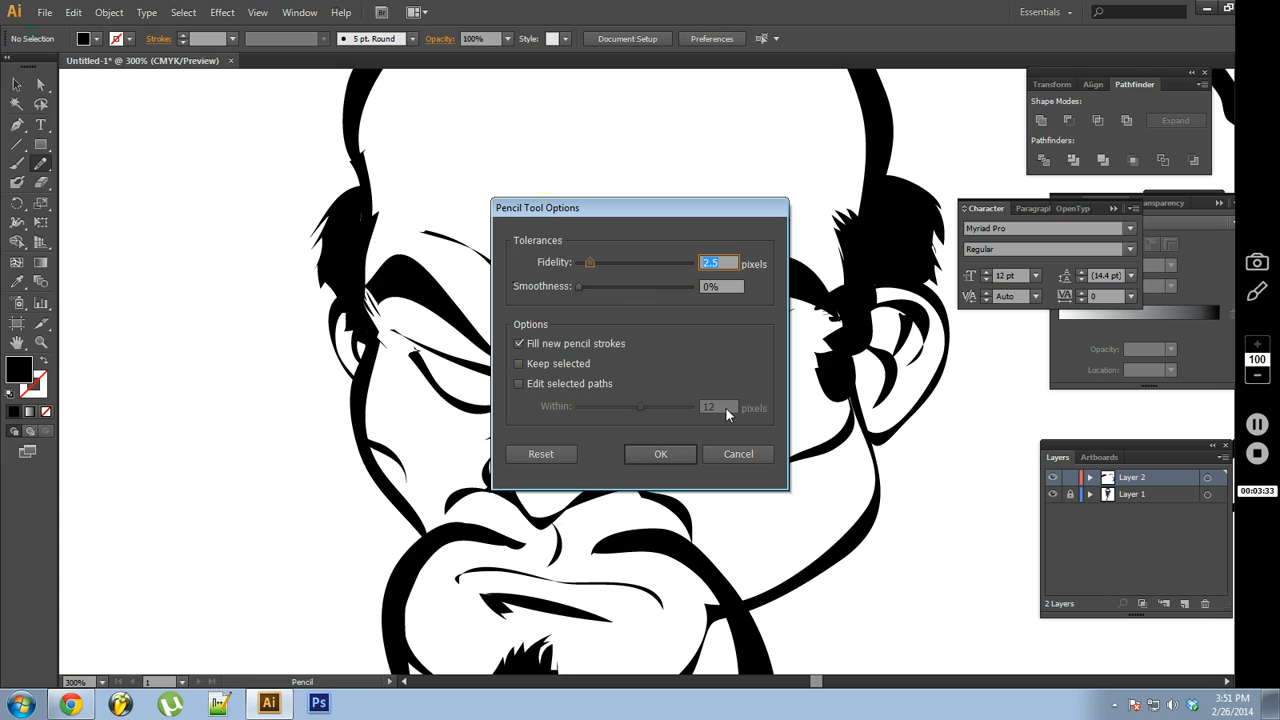 Ai File Edit Object Type Select Effect View Window Help Br Essentials
No Selection Stroke: 5 pt. Round Opacity: 100% Style: Document Setup Preferences
Untitled-1* @ 300% (CMYK/Preview)
Transform Align Pathfinder
Shape Modes:
Expand
Pathfinders:
Pencil Tool Options
Tolerances
Fidelity: 2.5 pixels
Smoothness: 0%
Options
Fill new pencil strokes
Keep selected
Edit selected paths
Within: 12 pixels
Reset OK Cancel
Character Paragraph OpenTyp
ransparency
Myriad Pro
Regular
12 pt (14.4 pt)
Auto 0
Opacity:
Location:
100
00:03:33
Layers Artboards
Layer 2
Layer 1
2 Layers
300% 1 Pencil
Ai Ps
3:51 PM
2/26/2014